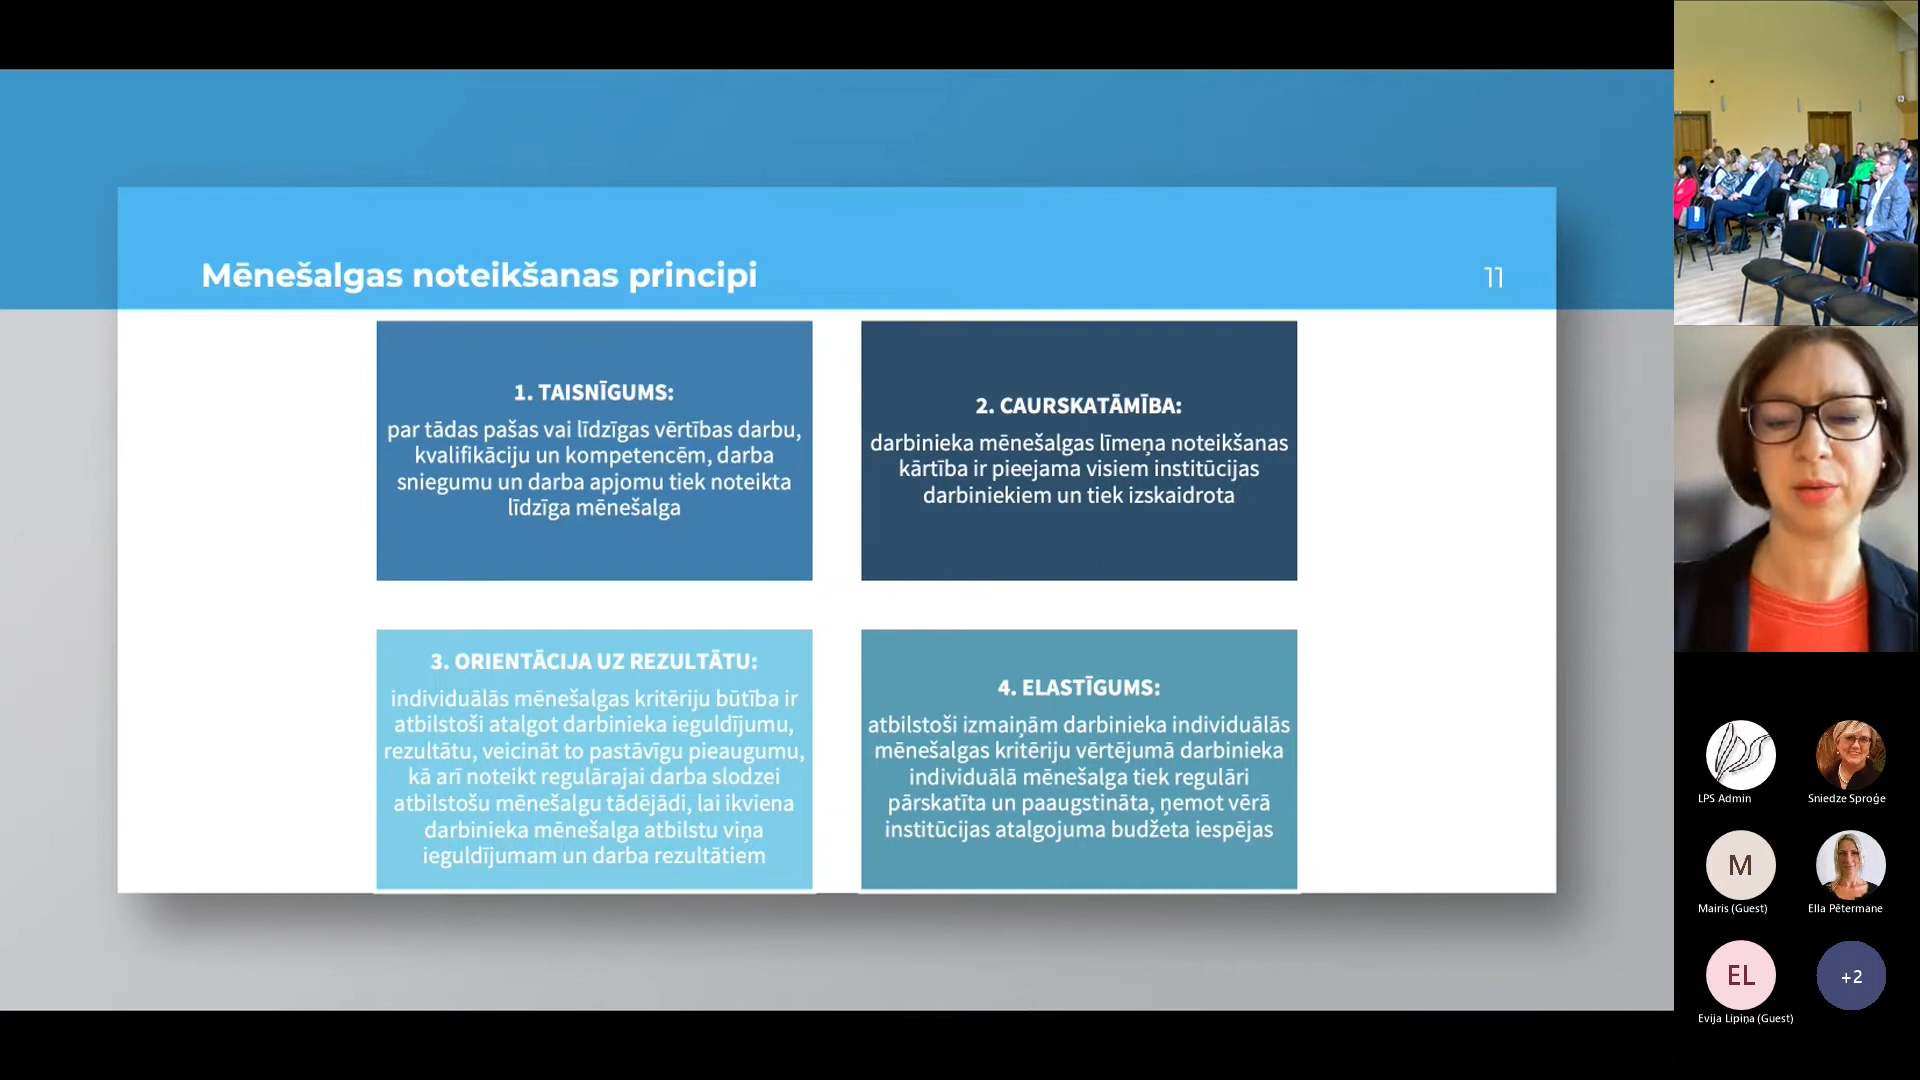 Mēnešalgas noteikšanas principi
11
1. TAISNĪGUMS:
par tādas pašas vai līdzīgas vērtības darbu,
kvalifikāciju un kompetencēm, darba
sniegumu un darba apjomu tiek noteikta
līdzīga mēnešalga
2. CAURSKATĀMĪBA:
darbinieka mēnešalgas līmeņa noteikšanas
kārtība ir pieejama visiem institūcijas
darbiniekiem un tiek izskaidrota
3. ORIENTĀCIJA UZ REZULTĀTU:
individuālās mēnešalgas kritēriju būtība ir
atbilstoši atalgot darbinieka ieguldījumu,
rezultātu, veicināt to pastāvīgu pieaugumu,
kā arī noteikt regulārajai darba slodzei
atbilstošu mēnešalgu tādējādi, lai ikviena
darbinieka mēnešalga atbilstu viņa
ieguldījumam un darba rezultātiem
4. ELASTĪGUMS:
atbilstoši izmaiņām darbinieka individuālās
mēnešalgas kritēriju vērtējumā darbinieka
individuālā mēnešalga tiek regulāri
pārskatīta un paaugstināta, ņemot vērā
institūcijas atalgojuma budžeta iespējas
LPS Admin
Sniedze Sproģe
M
Mairis (Guest)
Ella Pētermane
EL
Evija Lipiņa (Guest)
+2